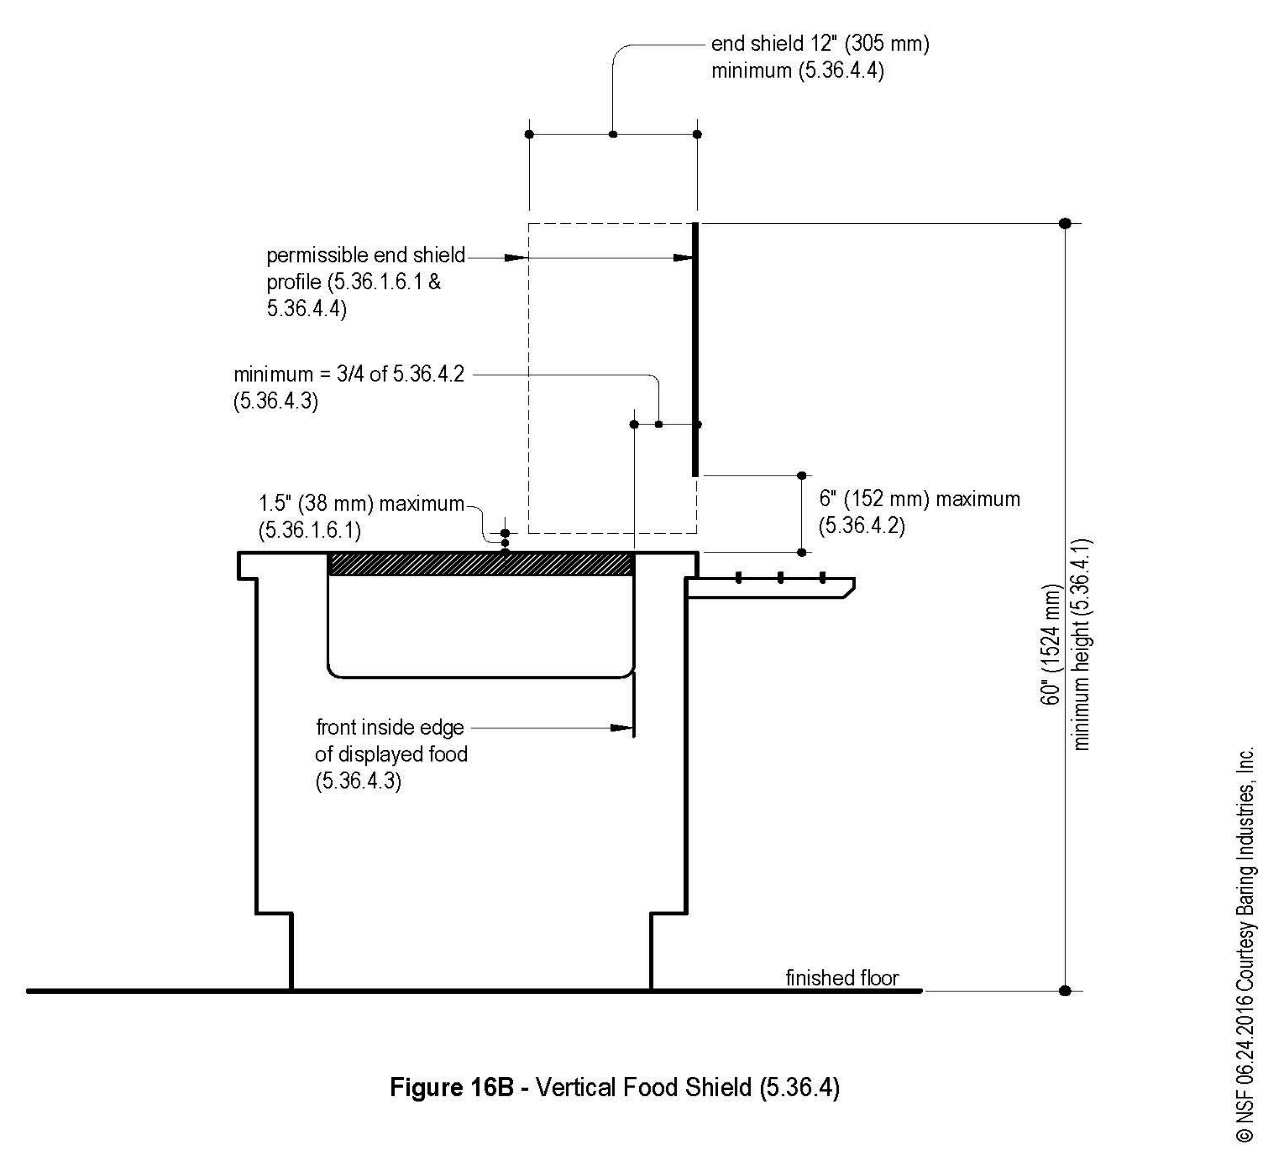 end shield 12" (305 mm)
minimum (5.36.4.4)
permissible end shield
profile (5.36.1.6.1 &
5.36.4.4)
minimum = 3/4 of 5.36.4.2
(5.36.4.3)
1.5" (38 mm) maximum
(5.36.1.6.1)
6" (152 mm) maximum
(5.36.4.2)
60" (1524 mm)
minimum height (5.36.4.1)
front inside edge
of displayed food
(5.36.4.3)
finished floor
Figure 16B - Vertical Food Shield (5.36.4)
© NSF 06.24.2016 Courtesy Baring Industries, Inc.